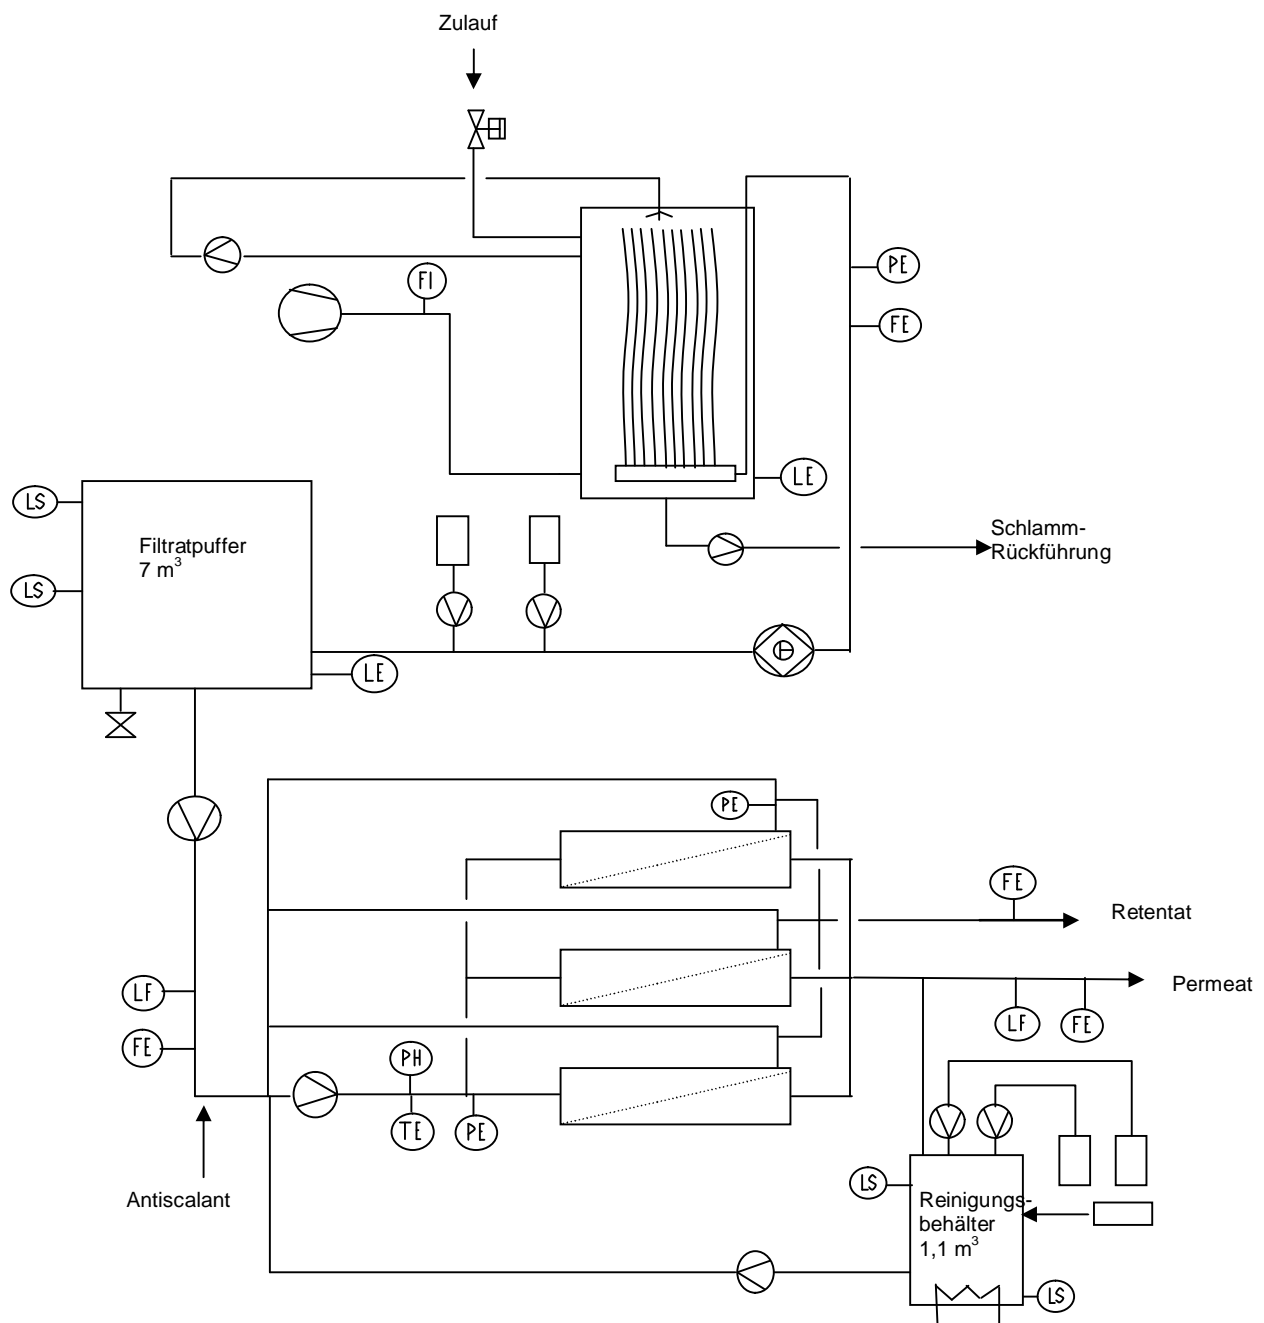 Zulauf
PE
FI
FE
LE
LS
Filtratpuffer
7 m³
LS
LE
Schlamm-
Rückführung
PE
FE
Retentat
LF
FE
Permeat
LF
FE
PH
TE
PE
Antiscalant
LS
Reinigungs-
behälter
1,1 m³
LS